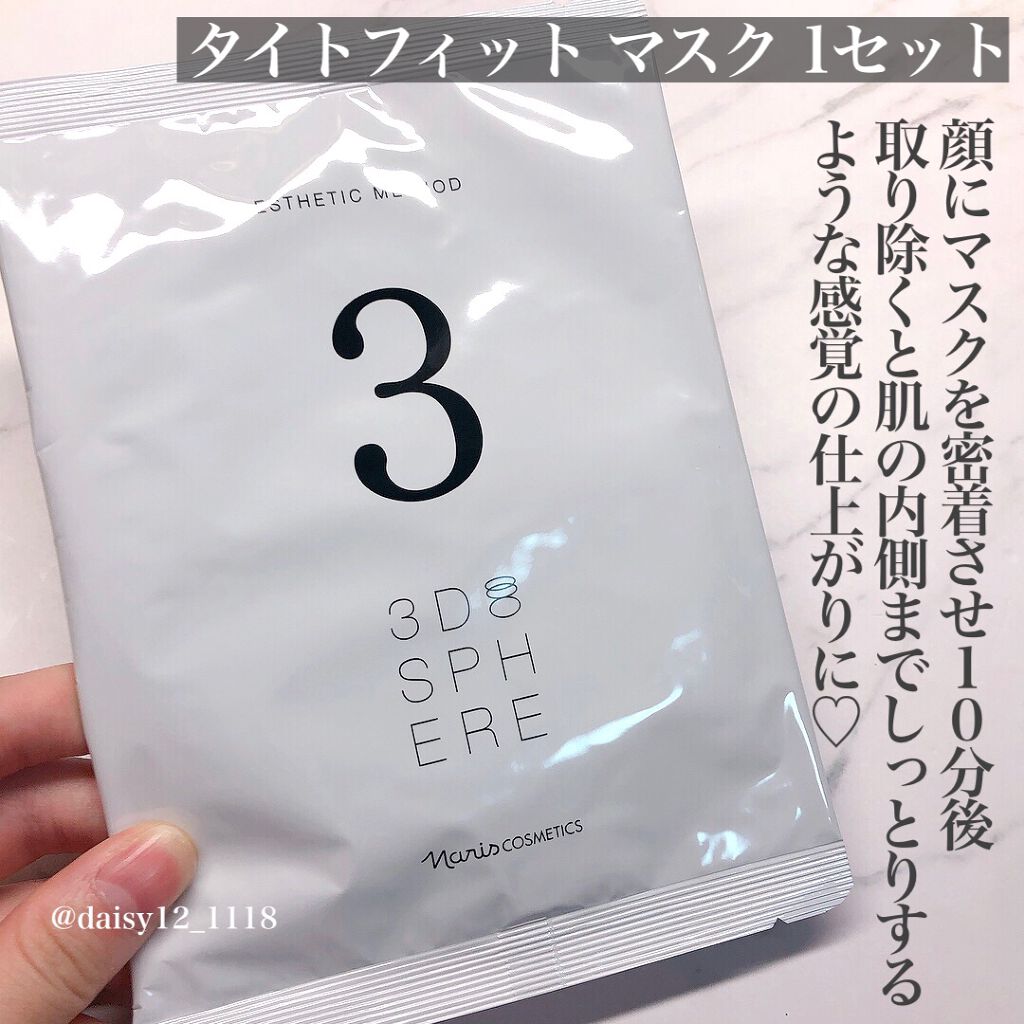 タイトフィット マスク 1セット
顔にマスクを密着させ10分後
取り除くと肌の内側までしっとりする
ような感覚の仕上がりに♡
ESTHETIC
3
3D8
SPH
ERE
Naris COSMETICS
@daisy12_1118